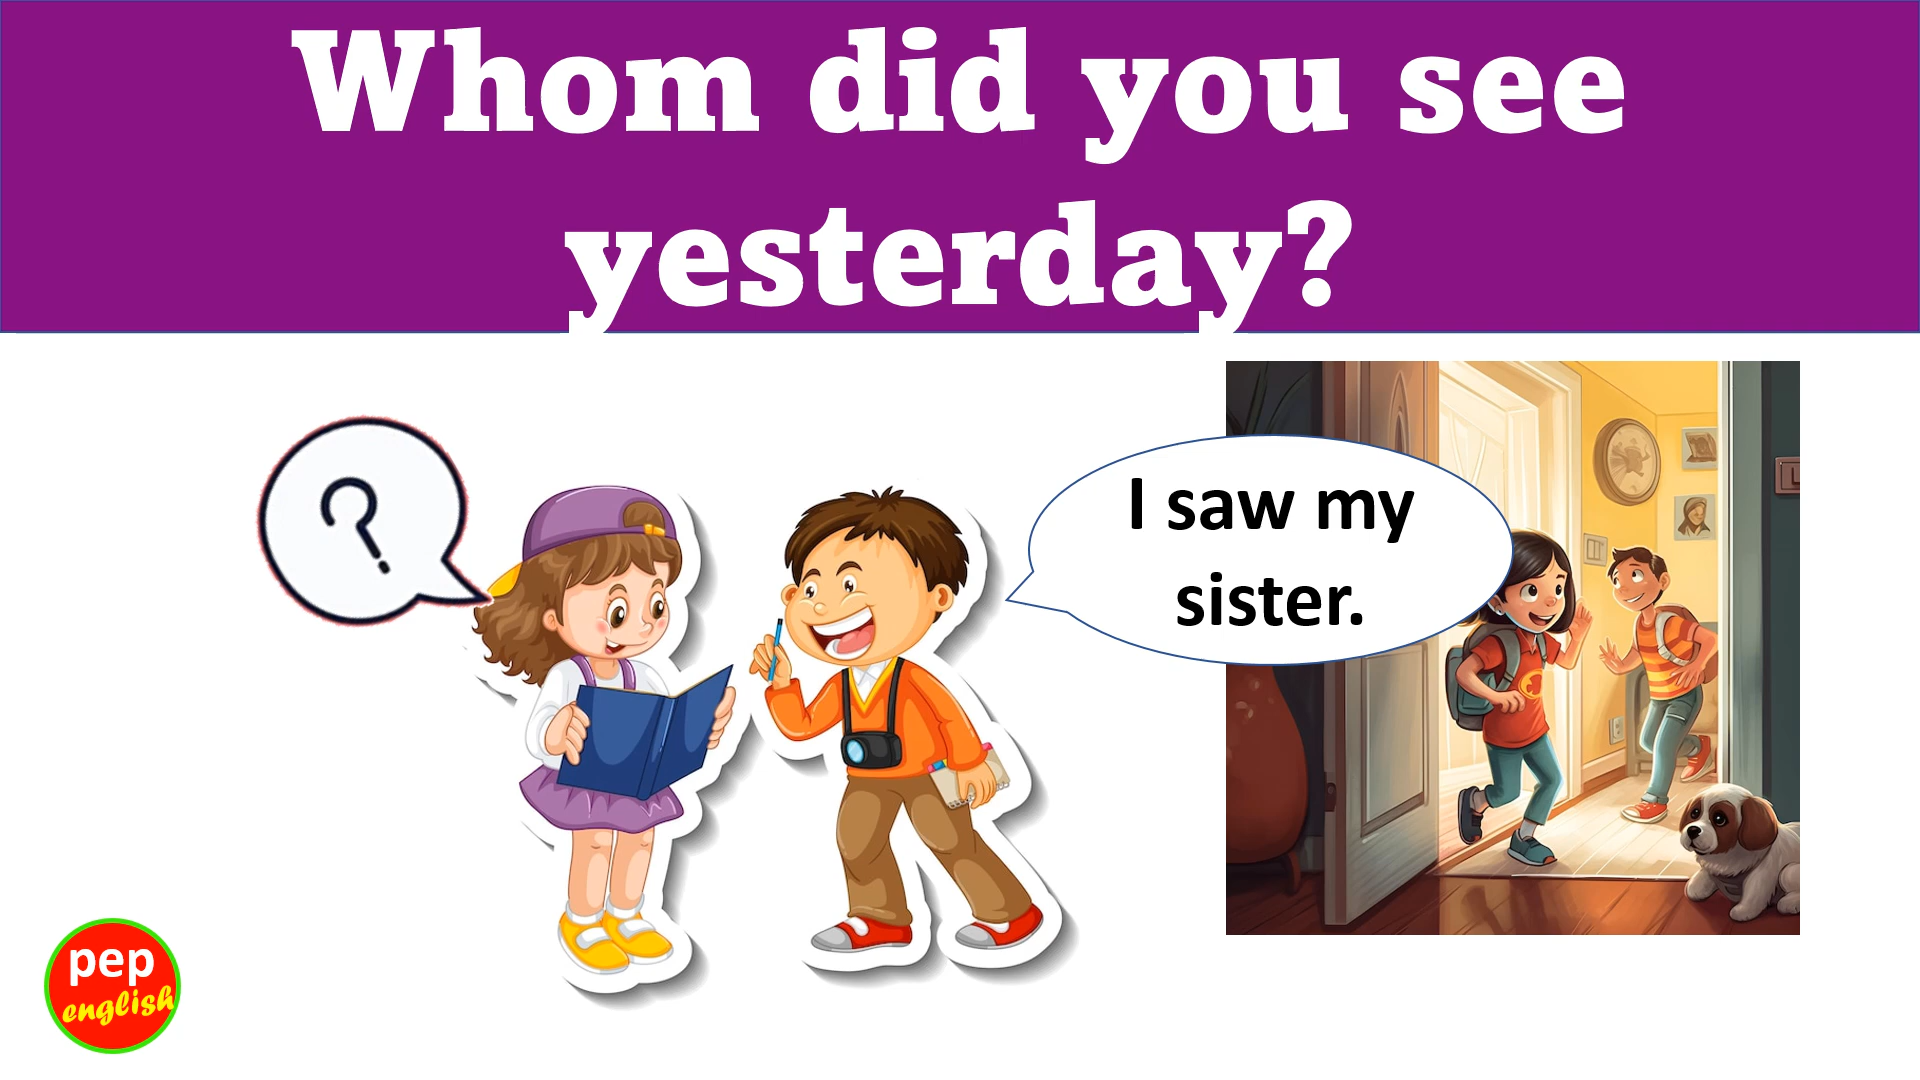 Whom did you see
yesterday?
?
I saw my
sister.
pep
english